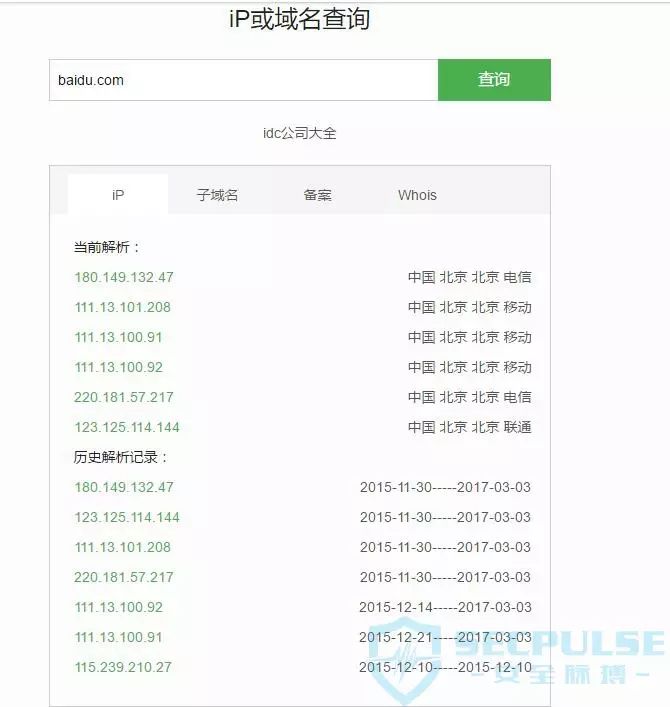 iP或域名查询
baidu.com 查询
idc公司大全
iP 子域名 备案 Whois
当前解析：
180.149.132.47 中国 北京 北京 电信
111.13.101.208 中国 北京 北京 移动
111.13.100.91 中国 北京 北京 移动
111.13.100.92 中国 北京 北京 移动
220.181.57.217 中国 北京 北京 电信
123.125.114.144 中国 北京 北京 联通
历史解析记录：
180.149.132.47 2015-11-30-----2017-03-03
123.125.114.144 2015-11-30-----2017-03-03
111.13.101.208 2015-11-30-----2017-03-03
220.181.57.217 2015-11-30-----2017-03-03
111.13.100.92 2015-12-14-----2017-03-03
111.13.100.91 2015-12-21-----2017-03-03
115.239.210.27 2015-12-10-----2015-12-10
SECPULSE
-安全脉搏-